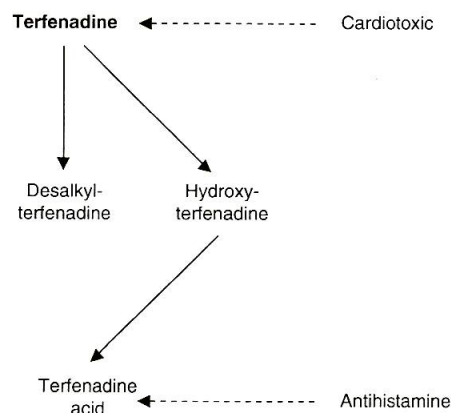 Terfenadine
Cardiotoxic
Desalkyl-
terfenadine
Hydroxy-
terfenadine
Terfenadine
acid
Antihistamine